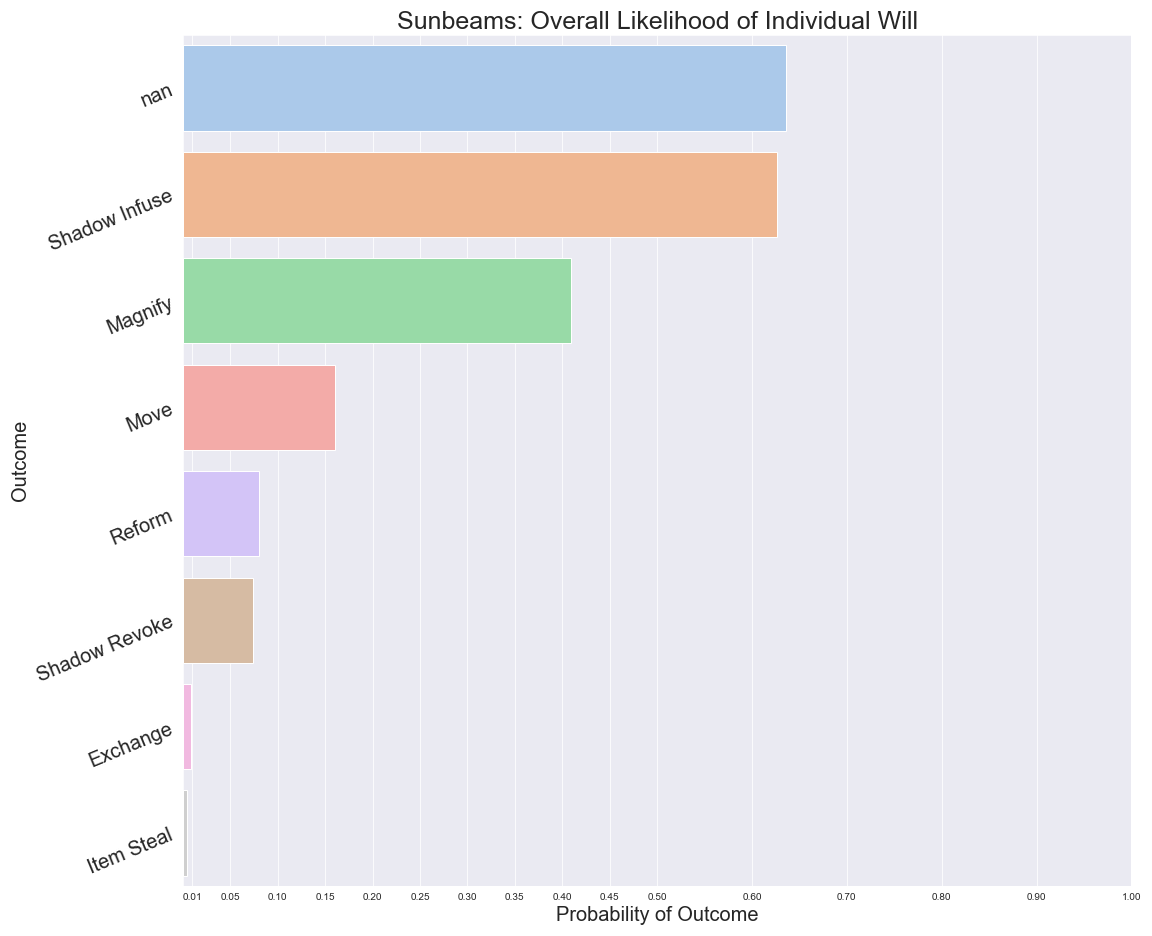 Sunbeams: Overall Likelihood of Individual Will
nan
Shadow Infuse
Magnify
Move
Reform
Shadow Revoke
Exchange
Item Steal
Outcome
0.01 0.05 0.10 0.15 0.20 0.25 0.30 0.35 0.40 0.45 0.50 0.60 0.70 0.80 0.90 1.00
Probability of Outcome